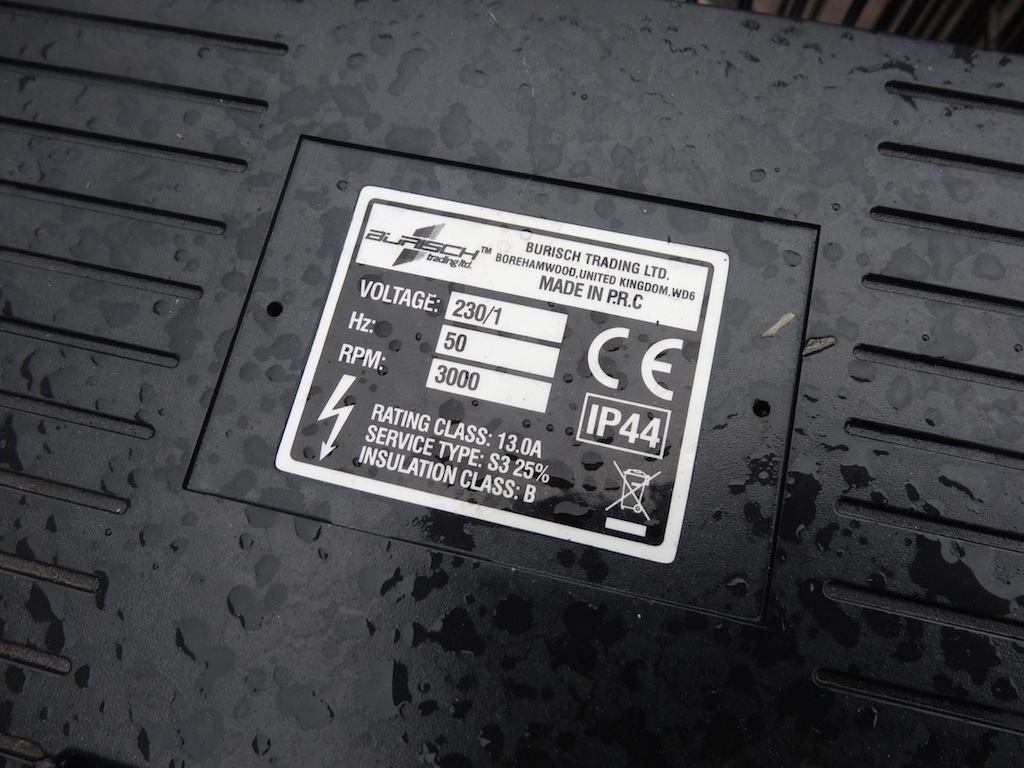 BURISCH™
trading ltd.
BURISCH TRADING LTD.
BOREHAMWOOD,UNITED KINGDOM,WD6
MADE IN P.R.C
VOLTAGE: 230/1
Hz: 50
RPM: 3000
CE
IP44
RATING CLASS: 13.0A
SERVICE TYPE: S3 25%
INSULATION CLASS: B